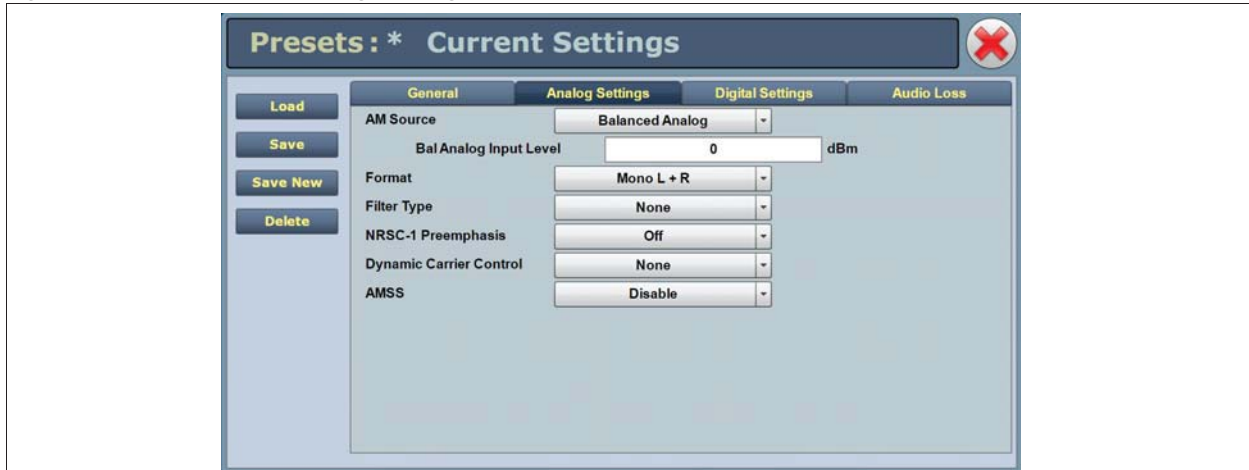 Presets: * Current Settings
Load
Save
Save New
Delete
General Analog Settings Digital Settings Audio Loss
AM Source Balanced Analog
Bal Analog Input Level 0 dBm
Format Mono L + R
Filter Type None
NRSC-1 Preemphasis Off
Dynamic Carrier Control None
AMSS Disable